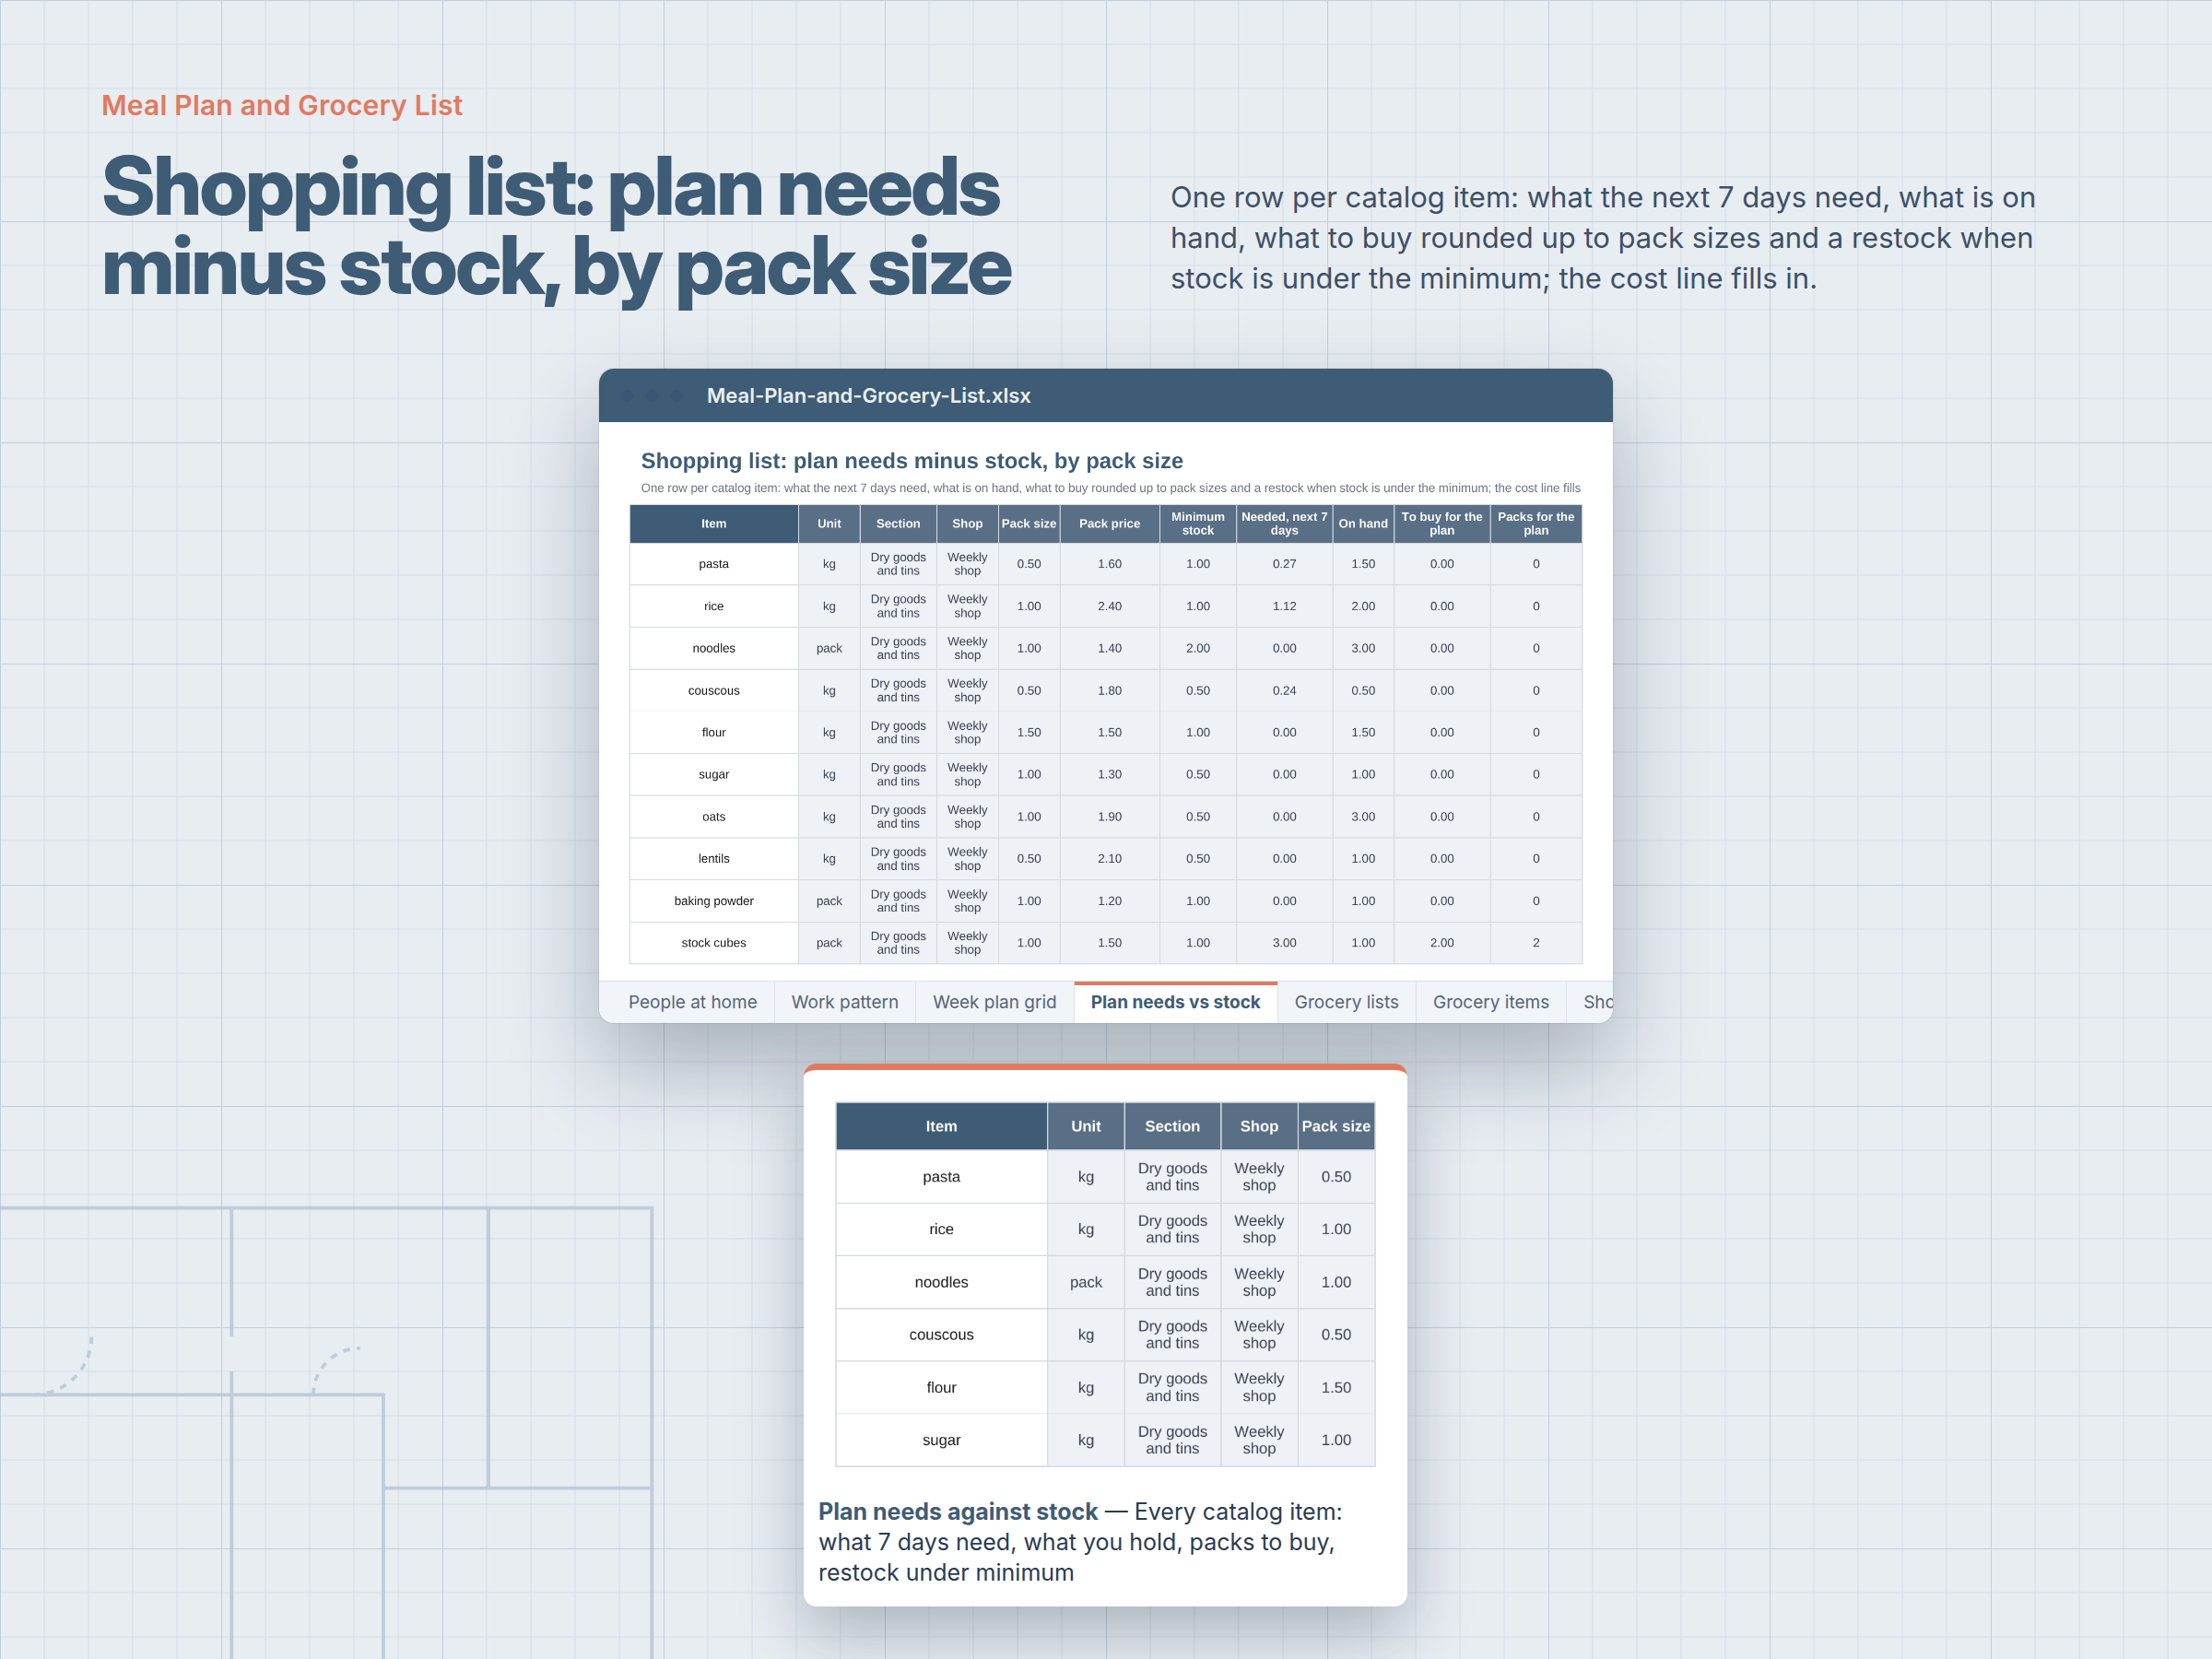 Meal Plan and Grocery List
Shopping list: plan needs
minus stock, by pack size
One row per catalog item: what the next 7 days need, what is on
hand, what to buy rounded up to pack sizes and a restock when
stock is under the minimum; the cost line fills in.
Meal-Plan-and-Grocery-List.xlsx
Shopping list: plan needs minus stock, by pack size
One row per catalog item: what the next 7 days need, what is on hand, what to buy rounded up to pack sizes and a restock when stock is under the minimum; the cost line fills
Item Unit Section Shop Pack size Pack price Minimum stock Needed, next 7 days On hand To buy for the plan Packs for the plan
pasta kg Dry goods and tins Weekly shop 0.50 1.60 1.00 0.27 1.50 0.00 0
rice kg Dry goods and tins Weekly shop 1.00 2.40 1.00 1.12 2.00 0.00 0
noodles pack Dry goods and tins Weekly shop 1.00 1.40 2.00 0.00 3.00 0.00 0
couscous kg Dry goods and tins Weekly shop 0.50 1.80 0.50 0.24 0.50 0.00 0
flour kg Dry goods and tins Weekly shop 1.50 1.50 1.00 0.00 1.50 0.00 0
sugar kg Dry goods and tins Weekly shop 1.00 1.30 0.50 0.00 1.00 0.00 0
oats kg Dry goods and tins Weekly shop 1.00 1.90 0.50 0.00 3.00 0.00 0
lentils kg Dry goods and tins Weekly shop 0.50 2.10 0.50 0.00 1.00 0.00 0
baking powder pack Dry goods and tins Weekly shop 1.00 1.20 1.00 0.00 1.00 0.00 0
stock cubes pack Dry goods and tins Weekly shop 1.00 1.50 1.00 3.00 1.00 2.00 2
People at home Work pattern Week plan grid Plan needs vs stock Grocery lists Grocery items Sho
Item Unit Section Shop Pack size
pasta kg Dry goods and tins Weekly shop 0.50
rice kg Dry goods and tins Weekly shop 1.00
noodles pack Dry goods and tins Weekly shop 1.00
couscous kg Dry goods and tins Weekly shop 0.50
flour kg Dry goods and tins Weekly shop 1.50
sugar kg Dry goods and tins Weekly shop 1.00
Plan needs against stock — Every catalog item:
what 7 days need, what you hold, packs to buy,
restock under minimum